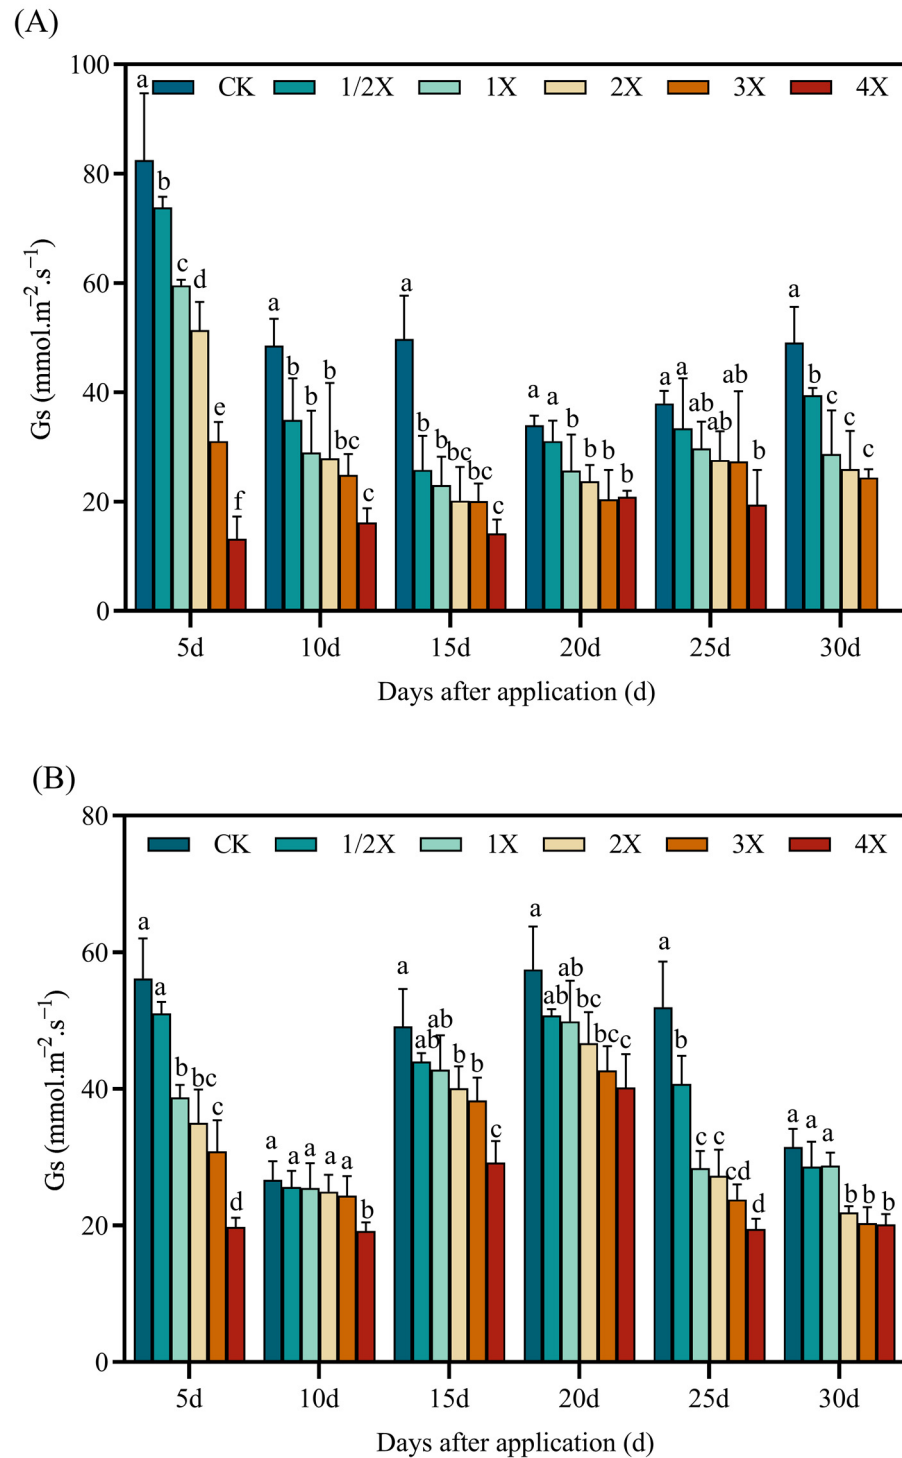 (A)
100
CK 1/2X 1X 2X 3X 4X
a b c d e f
a b b b bc c
a b b bc bc c
a a b b b b
a a ab ab ab b
a b c c c
80
60
40
20
0
Gs (mmol.m⁻².s⁻¹)
5d 10d 15d 20d 25d 30d
Days after application (d)
(B)
80
CK 1/2X 1X 2X 3X 4X
a a b bc c d
a a a a a b
a ab ab b b c
a ab ab bc bc c
a b c c cd d
a a a b b b
60
40
20
0
Gs (mmol.m⁻².s⁻¹)
5d 10d 15d 20d 25d 30d
Days after application (d)